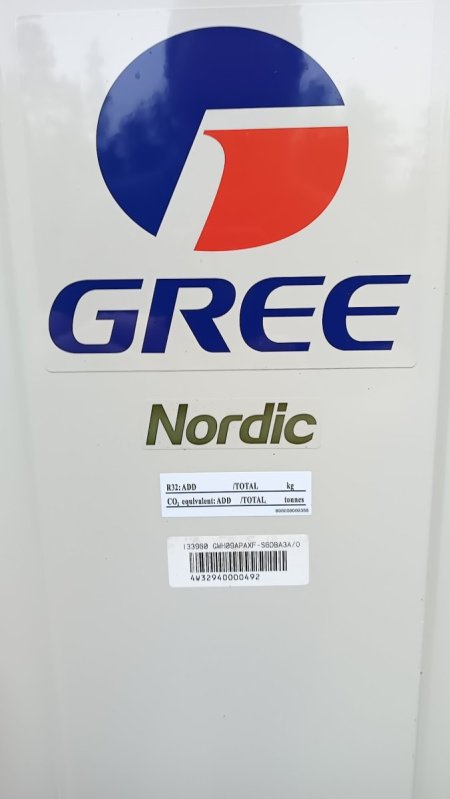 GREE
Nordic
R32: ADD /TOTAL kg
CO₂ equivalent: ADD /TOTAL tonnes
133980 GWH09APAXF-S6DBA3A/O
4W32940000492